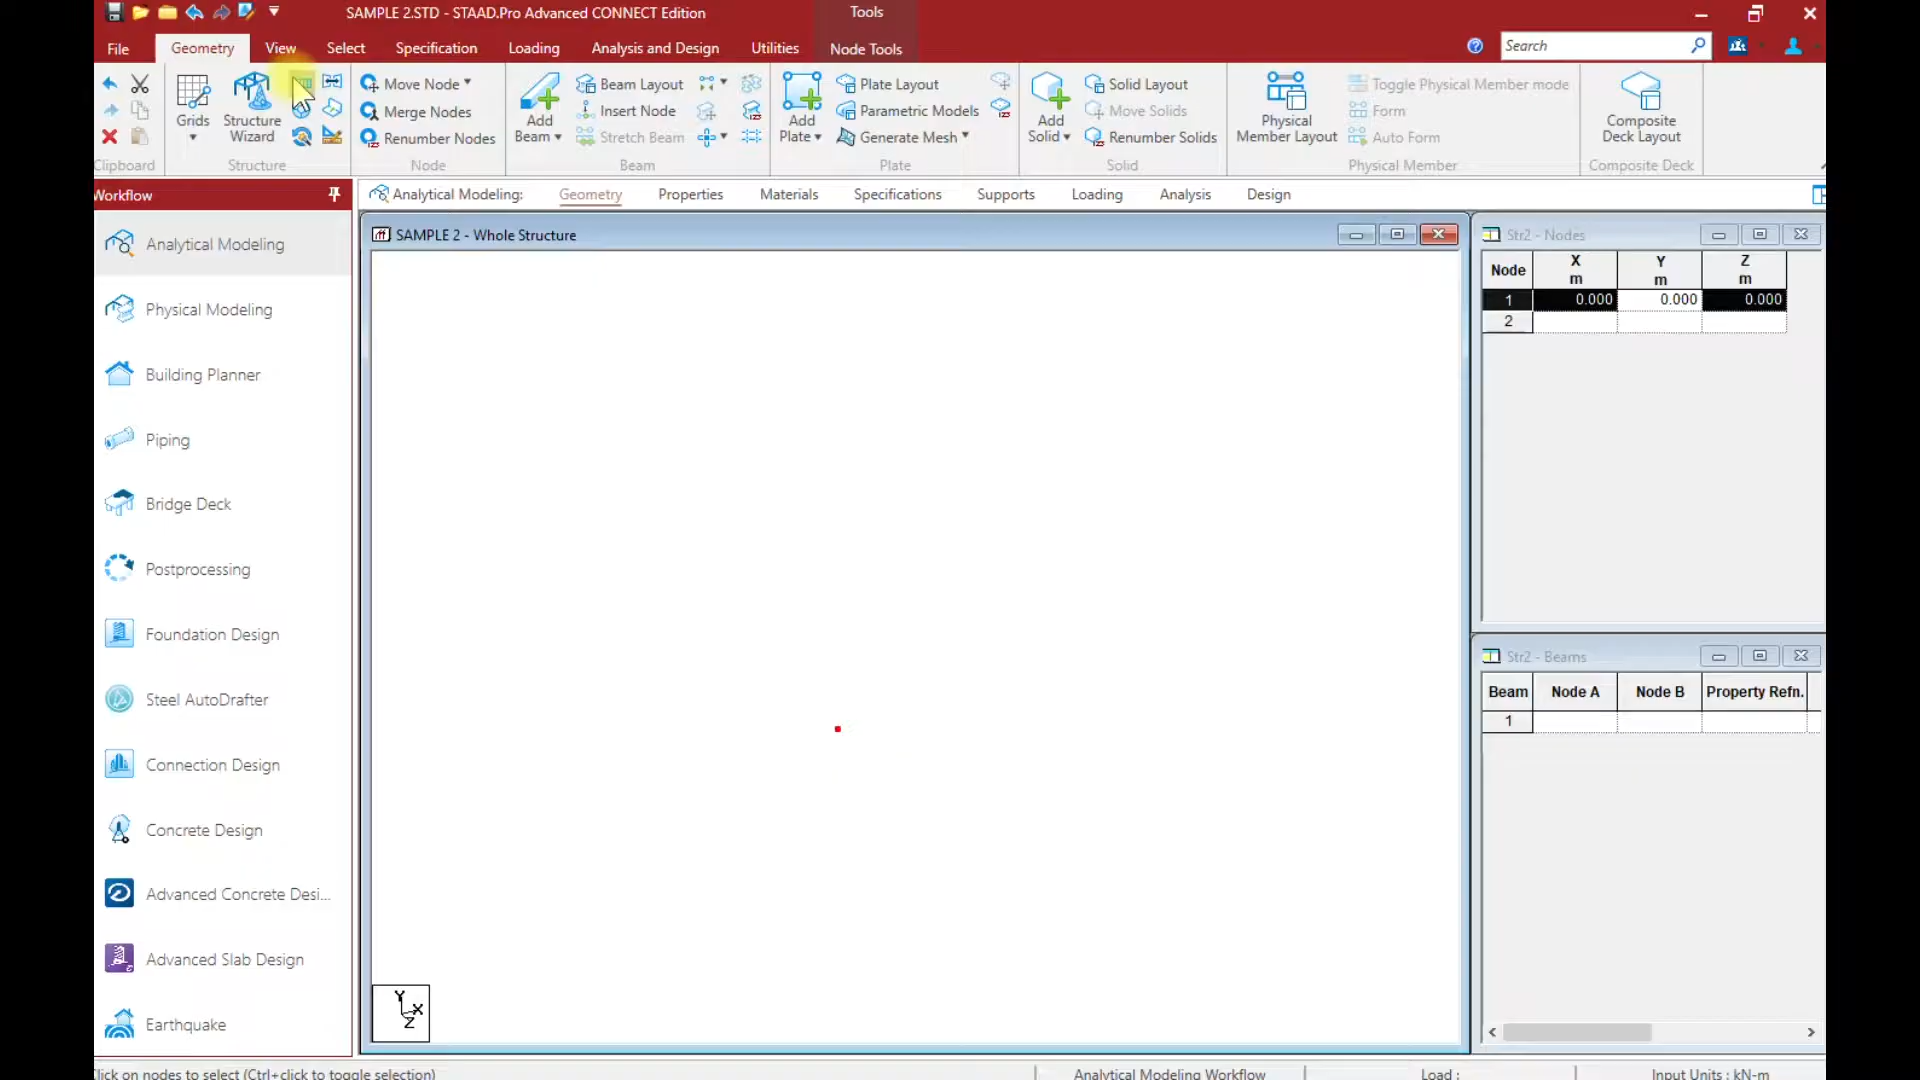 SAMPLE 2.STD - STAAD.Pro Advanced CONNECT Edition
Tools
File
Geometry
View
Select
Specification
Loading
Analysis and Design
Utilities
Node Tools
Search
Grids
Structure Wizard
Structure
Clipboard
Move Node
Merge Nodes
Renumber Nodes
Node
Add Beam
Beam Layout
Insert Node
Stretch Beam
Beam
Add Plate
Plate Layout
Parametric Models
Generate Mesh
Plate
Add Solid
Solid Layout
Move Solids
Renumber Solids
Solid
Physical Member Layout
Toggle Physical Member mode
Form
Auto Form
Physical Member
Composite Deck Layout
Composite Deck
Workflow
Analytical Modeling:
Geometry
Properties
Materials
Specifications
Supports
Loading
Analysis
Design
Analytical Modeling
Physical Modeling
Building Planner
Piping
Bridge Deck
Postprocessing
Foundation Design
Steel AutoDrafter
Connection Design
Concrete Design
Advanced Concrete Desi...
Advanced Slab Design
Earthquake
SAMPLE 2 - Whole Structure
Y
X
Z
Str2 - Nodes
Node X m Y m Z m
1 0.000 0.000 0.000
2
Str2 - Beams
Beam Node A Node B Property Refn.
1
Click on nodes to select (Ctrl+click to toggle selection)
Analytical Modeling Workflow
Load :
Input Units : kN-m